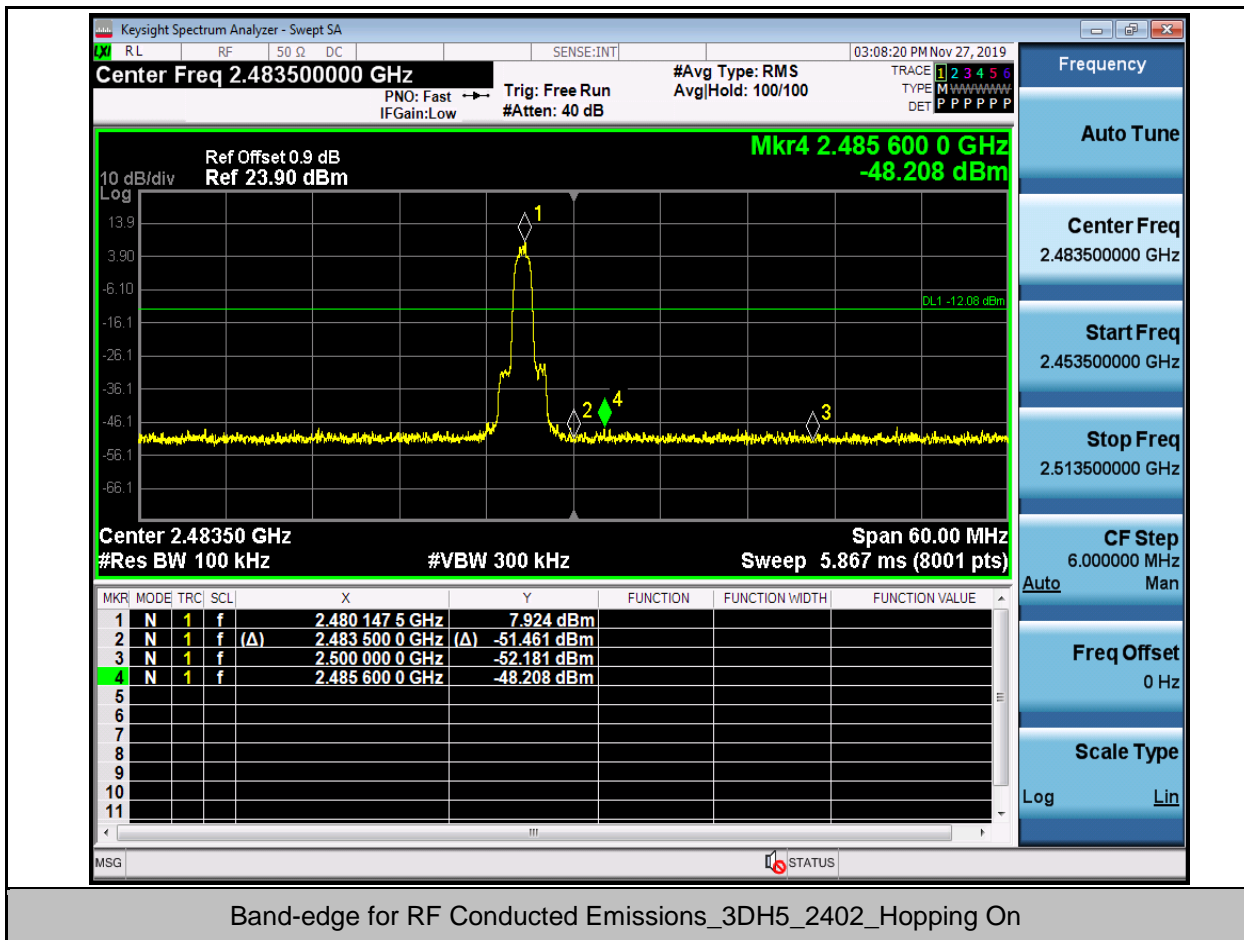 Keysight Spectrum Analyzer - Swept SA
LXI RL RF 50 Ω DC SENSE:INT 03:08:20 PM Nov 27, 2019
Center Freq 2.483500000 GHz
PNO: Fast
IFGain:Low
Trig: Free Run
#Atten: 40 dB
#Avg Type: RMS
Avg|Hold: 100/100
TRACE 1 2 3 4 5 6
TYPE M WWWWW
DET P P P P P P
Mkr4 2.485 600 0 GHz
-48.208 dBm
Ref Offset 0.9 dB
10 dB/div Ref 23.90 dBm
Log
13.9
3.90
-6.10
-16.1
-26.1
-36.1
-46.1
-56.1
-66.1
DL1 -12.08 dBm
1
2
4
3
Center 2.48350 GHz Span 60.00 MHz
#Res BW 100 kHz #VBW 300 kHz Sweep 5.867 ms (8001 pts)
MKR MODE TRC SCL X Y FUNCTION FUNCTION WIDTH FUNCTION VALUE
1 N 1 f 2.480 147 5 GHz 7.924 dBm
2 N 1 f (Δ) 2.483 500 0 GHz (Δ) -51.461 dBm
3 N 1 f 2.500 000 0 GHz -52.181 dBm
4 N 1 f 2.485 600 0 GHz -48.208 dBm
5
6
7
8
9
10
11
MSG STATUS
Frequency
Auto Tune
Center Freq
2.483500000 GHz
Start Freq
2.453500000 GHz
Stop Freq
2.513500000 GHz
CF Step
6.000000 MHz
Auto Man
Freq Offset
0 Hz
Scale Type
Log Lin
Band-edge for RF Conducted Emissions_3DH5_2402_Hopping On